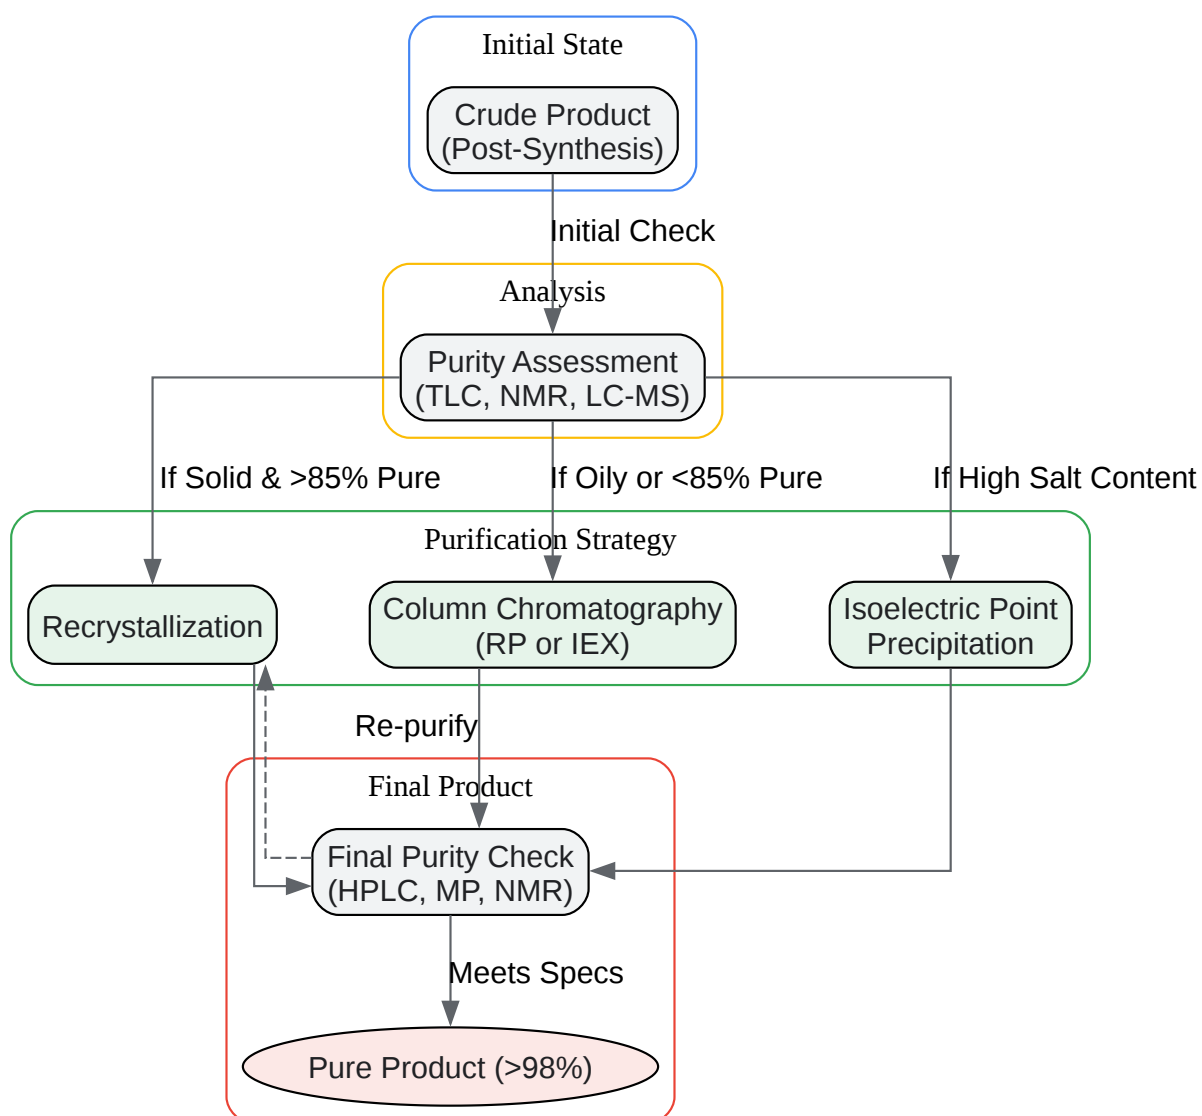 Initial State
Crude Product
(Post-Synthesis)
Initial Check
Analysis
Purity Assessment
(TLC, NMR, LC-MS)
If Solid & >85% Pure
If Oily or <85% Pure
If High Salt Content
Purification Strategy
Recrystallization
Column Chromatography
(RP or IEX)
Isoelectric Point
Precipitation
Re-purify
Final Product
Final Purity Check
(HPLC, MP, NMR)
Meets Specs
Pure Product (>98%)